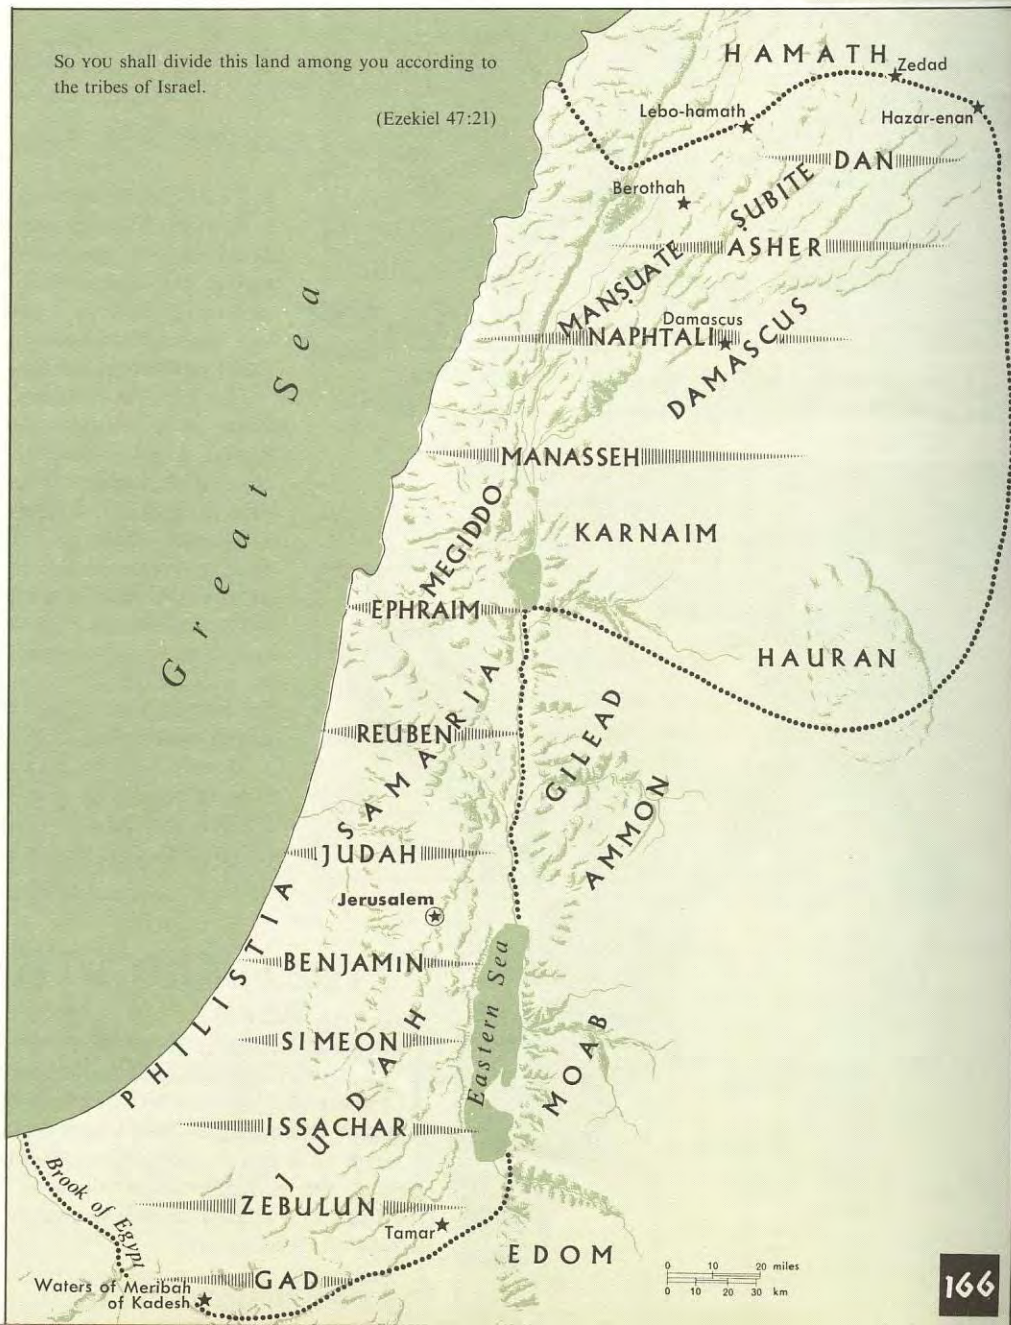 SO YOU shall divide this land among you according to
the tribes of Israel.
(Ezekiel 47:21)
HAMATH
Zedad
Lebo-hamath
Hazar-enan
DAN
Berothah
ṢUBITE
ASHER
MANṢUATE
Damascus
NAPHTALI
DAMASCUS
MANASSEH
Great Sea
MEGIDDO
KARNAIM
EPHRAIM
HAURAN
SAMARIA
REUBEN
GILEAD
AMMON
JUDAH
Jerusalem
PHILISTIA
BENJAMIN
Eastern Sea
SIMEON
MOAB
JUDAH
ISSACHAR
Brook of Egypt
ZEBULUN
Tamar
EDOM
GAD
Waters of Meribah
of Kadesh
0 10 20 miles
0 10 20 30 km
166